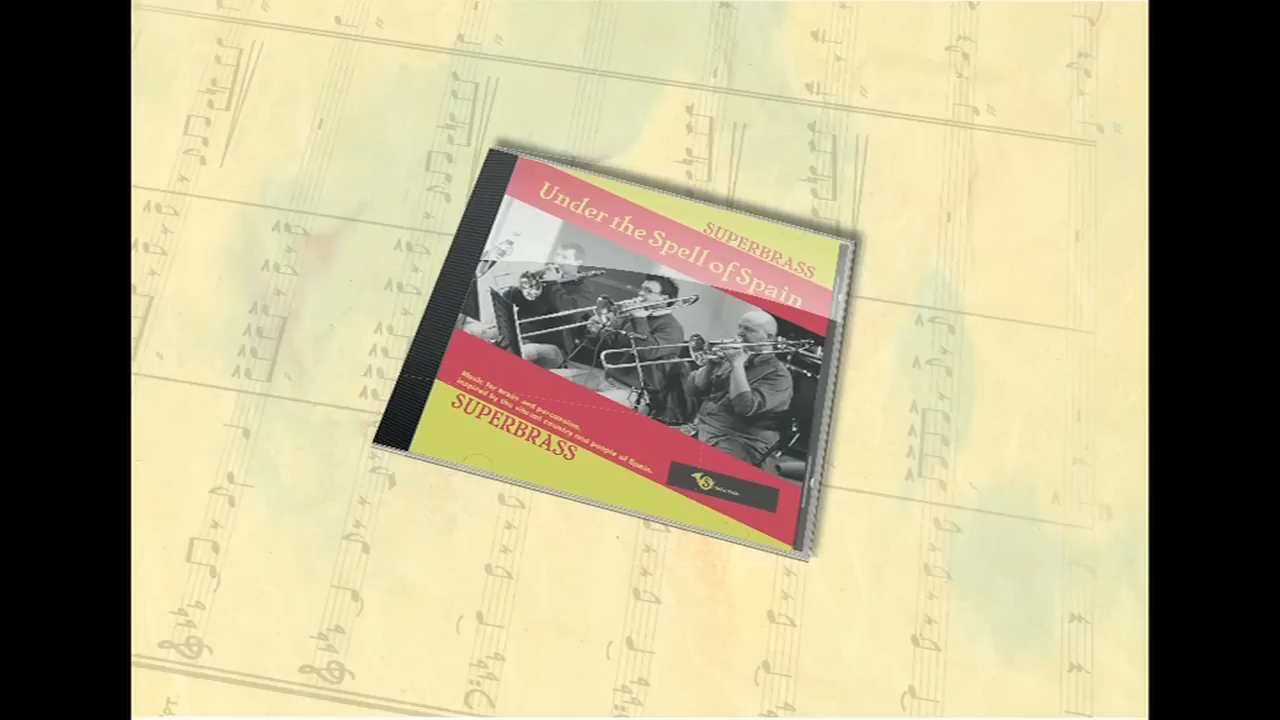 SUPERBRASS
Under the Spell of Spain
Music for brass and percussion,
inspired by the vibrant country and people of Spain.
SUPERBRASS